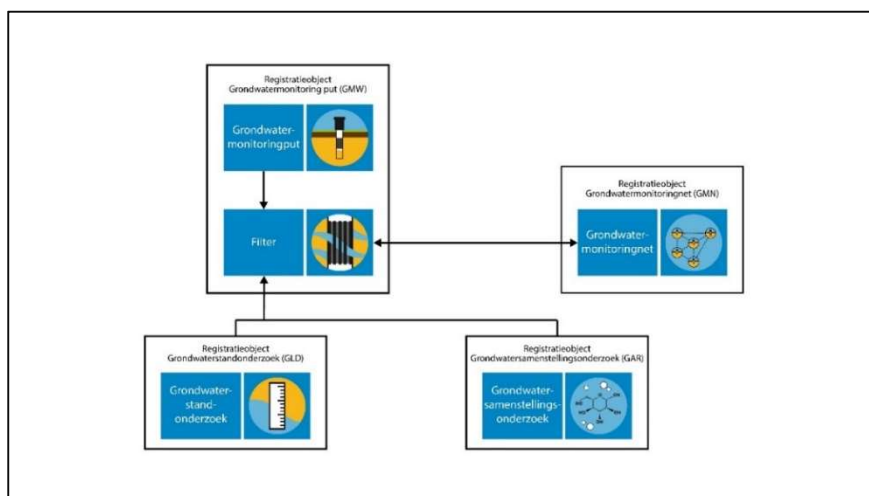 Registratieobject
Grondwatermonitoring put (GMW)
Grondwater-
monitoringput
Filter
Registratieobject
Grondwatermonitoringnet (GMN)
Grondwater-
monitoringnet
Registratieobject
Grondwaterstandonderzoek (GLD)
Grondwater-
stand-
onderzoek
Registratieobject
Grondwatersamenstellingsonderzoek (GAR)
Grondwater-
samenstellings-
onderzoek